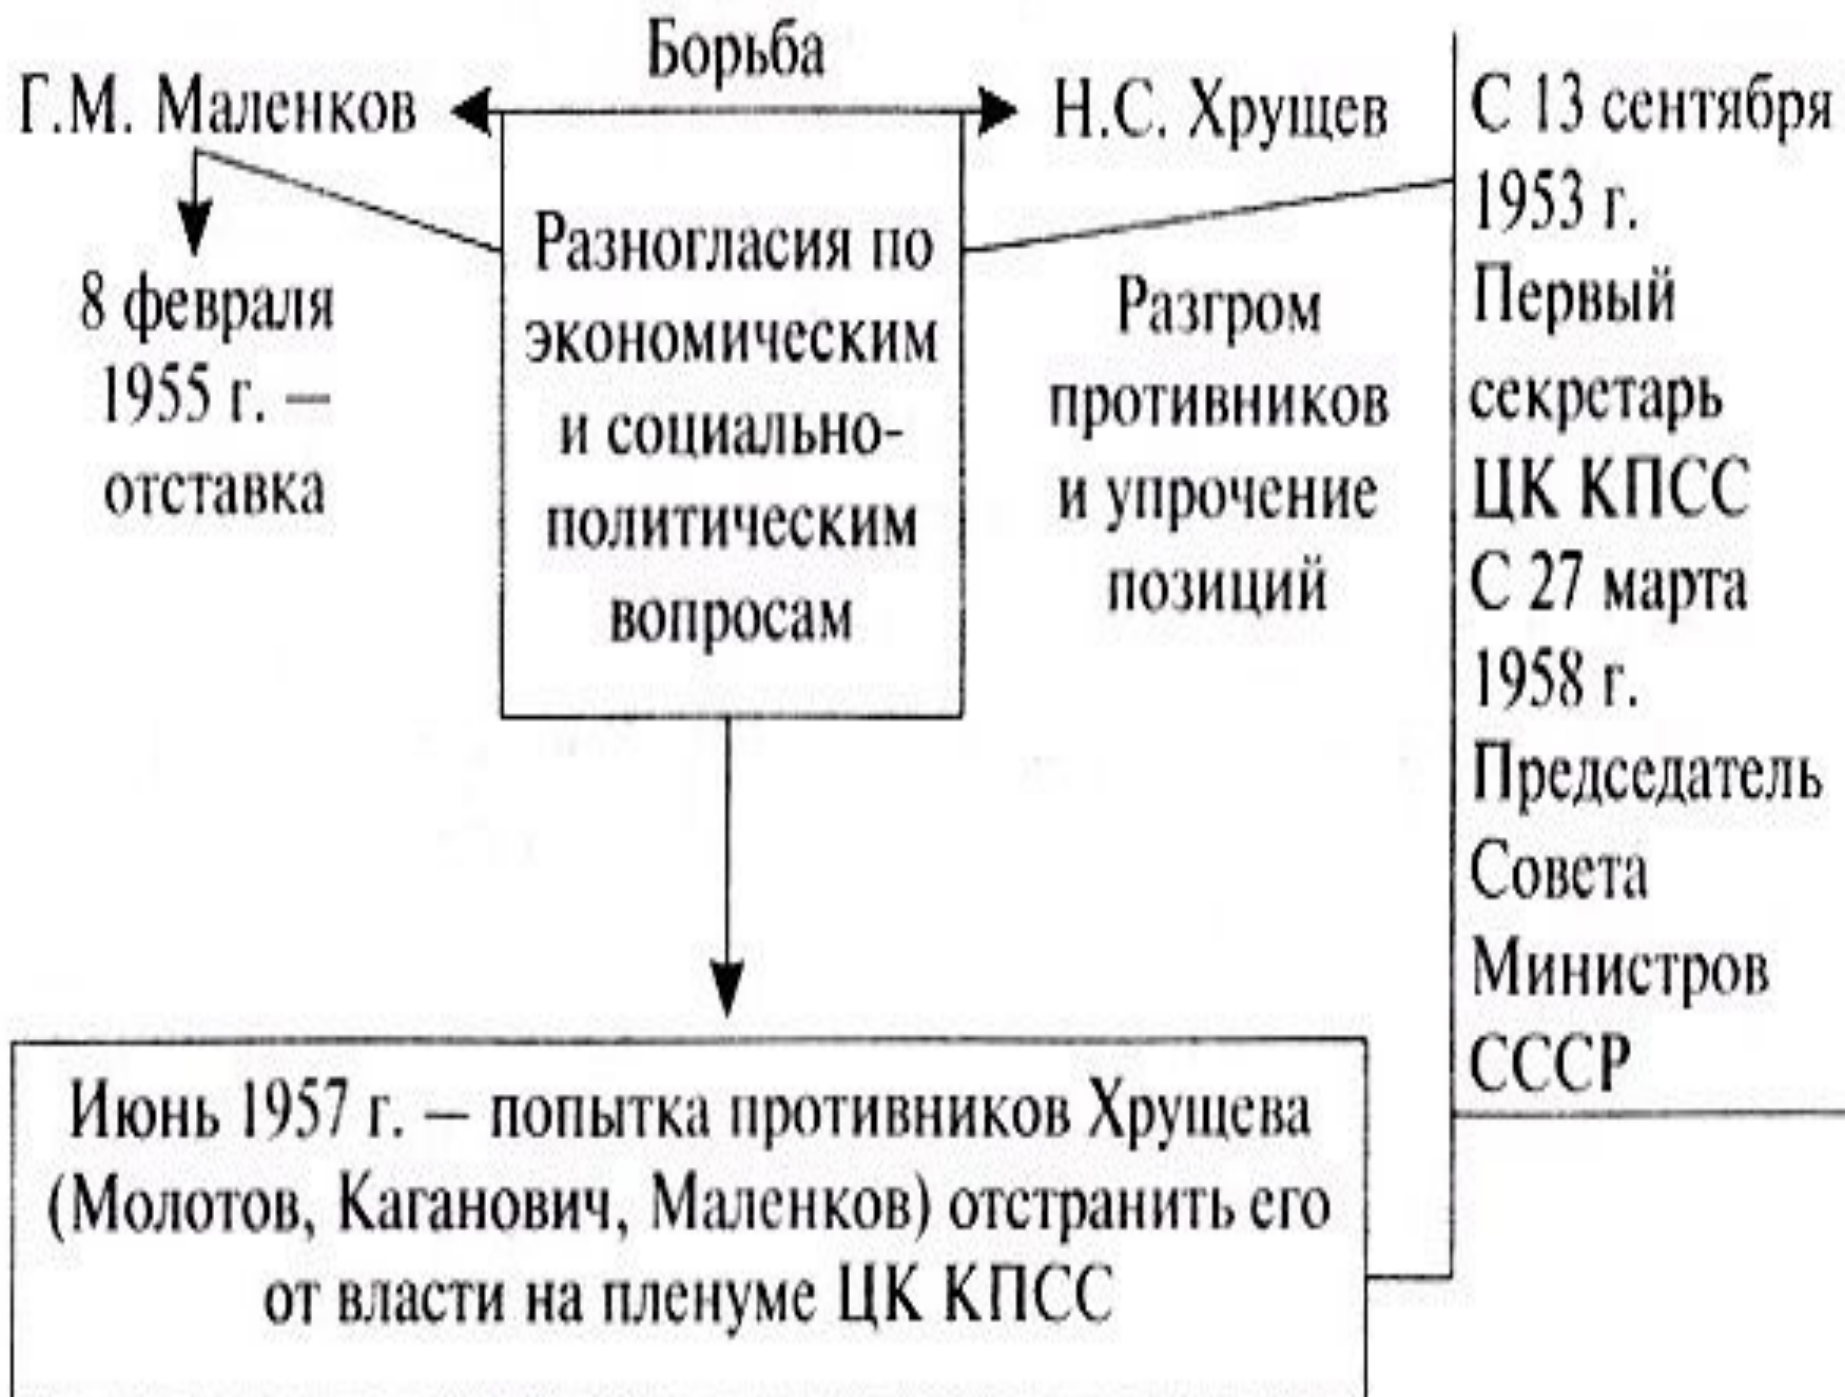 Борьба
Г.М. Маленков
Н.С. Хрущев
8 февраля
1955 г. —
отставка
Разногласия по
экономическим
и социально-
политическим
вопросам
Разгром
противников
и упрочение
позиций
С 13 сентября
1953 г.
Первый
секретарь
ЦК КПСС
С 27 марта
1958 г.
Председатель
Совета
Министров
СССР
Июнь 1957 г. — попытка противников Хрущева
(Молотов, Каганович, Маленков) отстранить его
от власти на пленуме ЦК КПСС